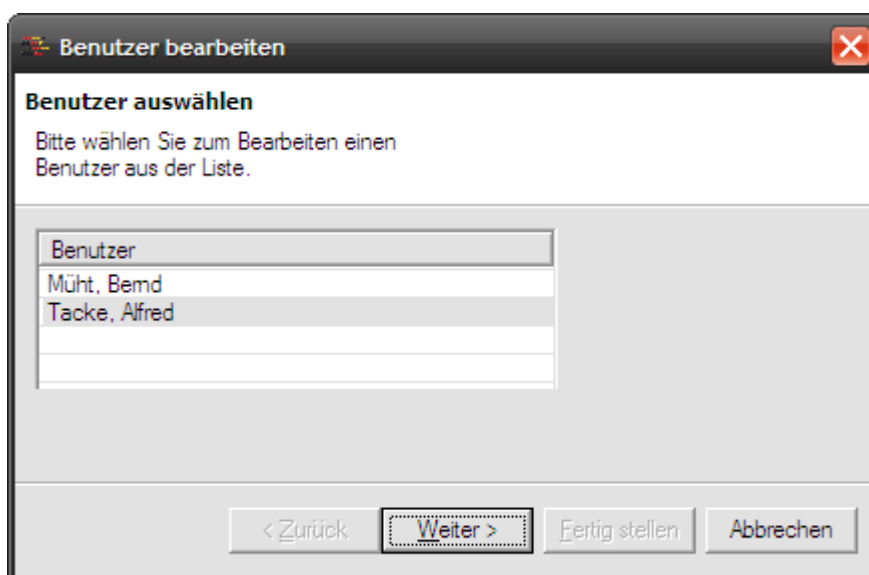 Benutzer bearbeiten
Benutzer auswählen
Bitte wählen Sie zum Bearbeiten einen
Benutzer aus der Liste.
Benutzer
Müht, Bernd
Tacke, Alfred
< Zurück Weiter > Fertig stellen Abbrechen